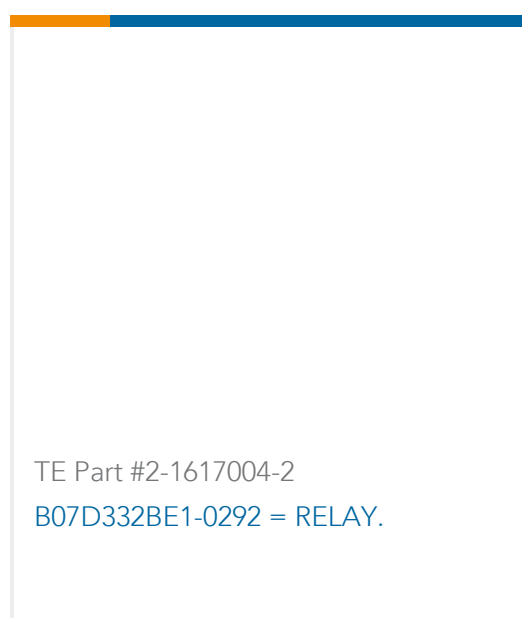 TE Part #2-1617004-2
B07D332BE1-0292 = RELAY.